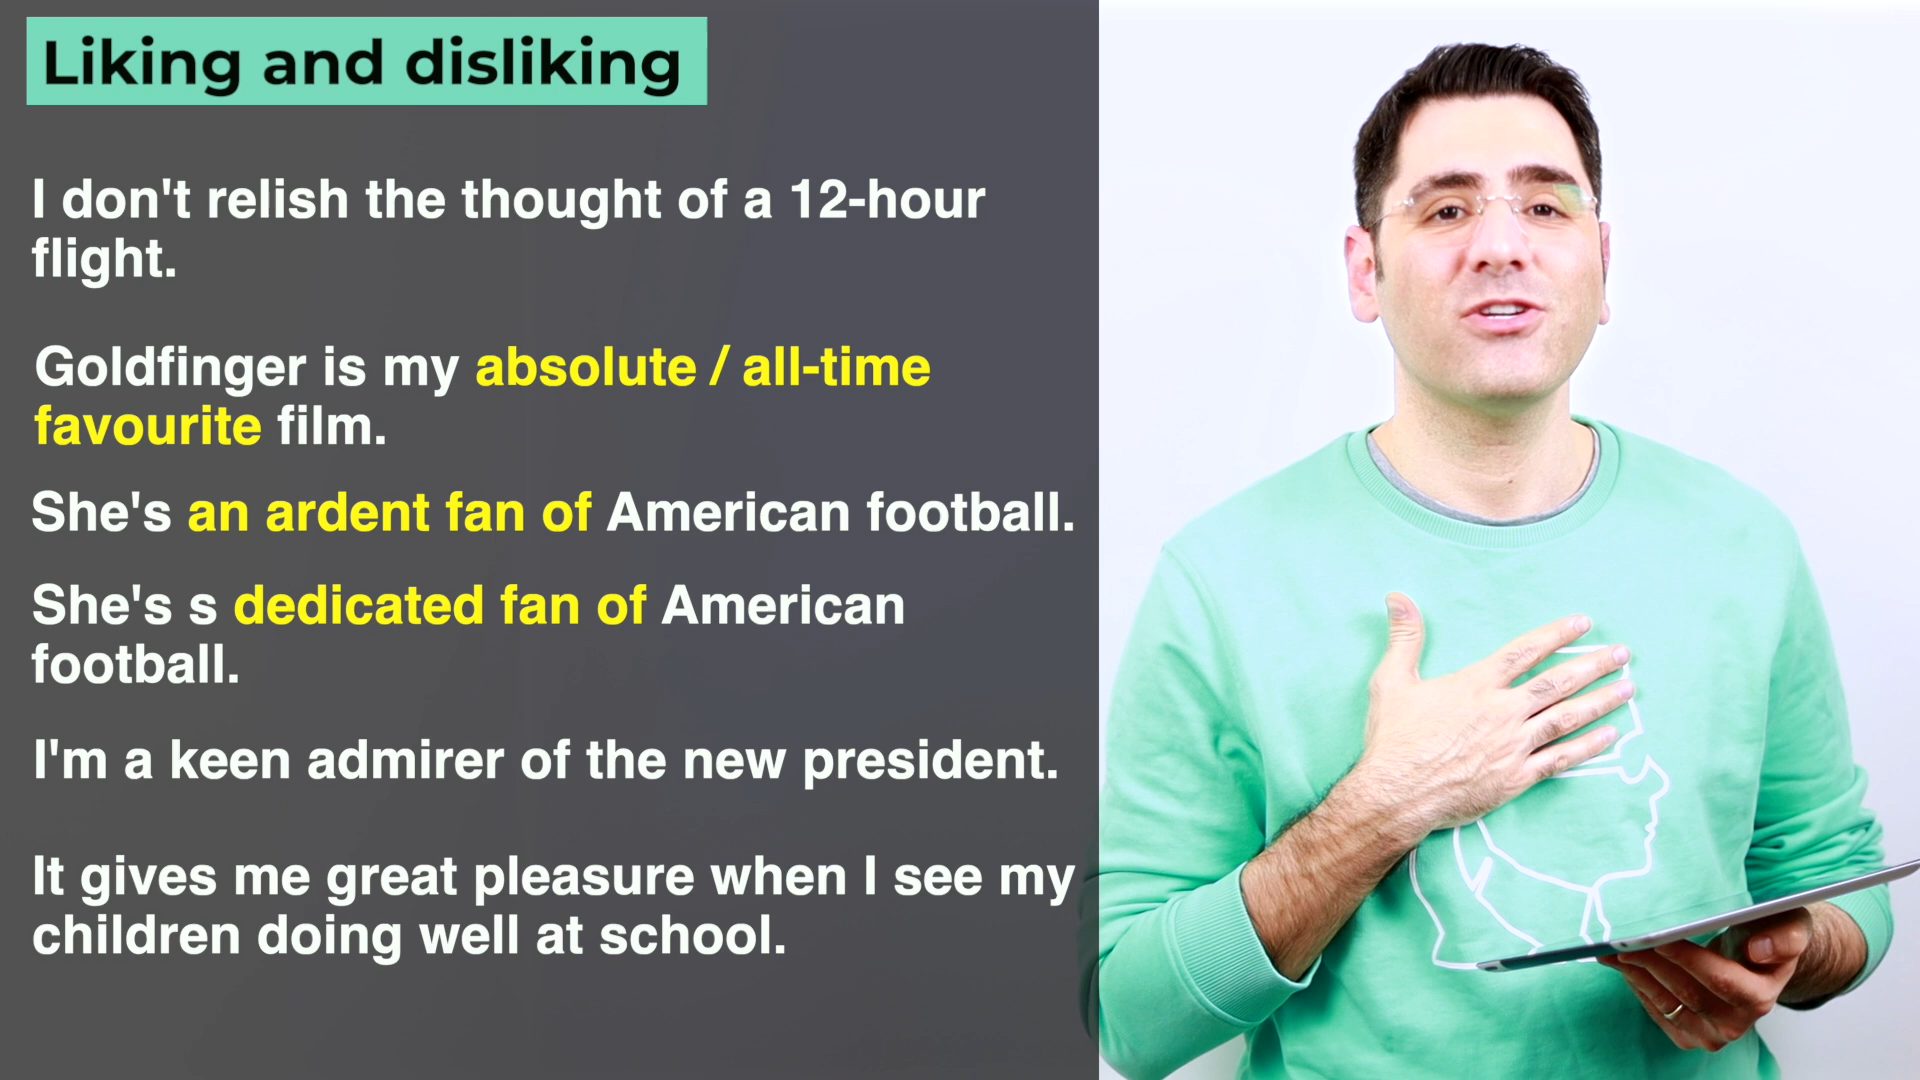 Liking and disliking
I don't relish the thought of a 12-hour
flight.
Goldfinger is my absolute / all-time
favourite film.
She's an ardent fan of American football.
She's s dedicated fan of American
football.
I'm a keen admirer of the new president.
It gives me great pleasure when I see my
children doing well at school.